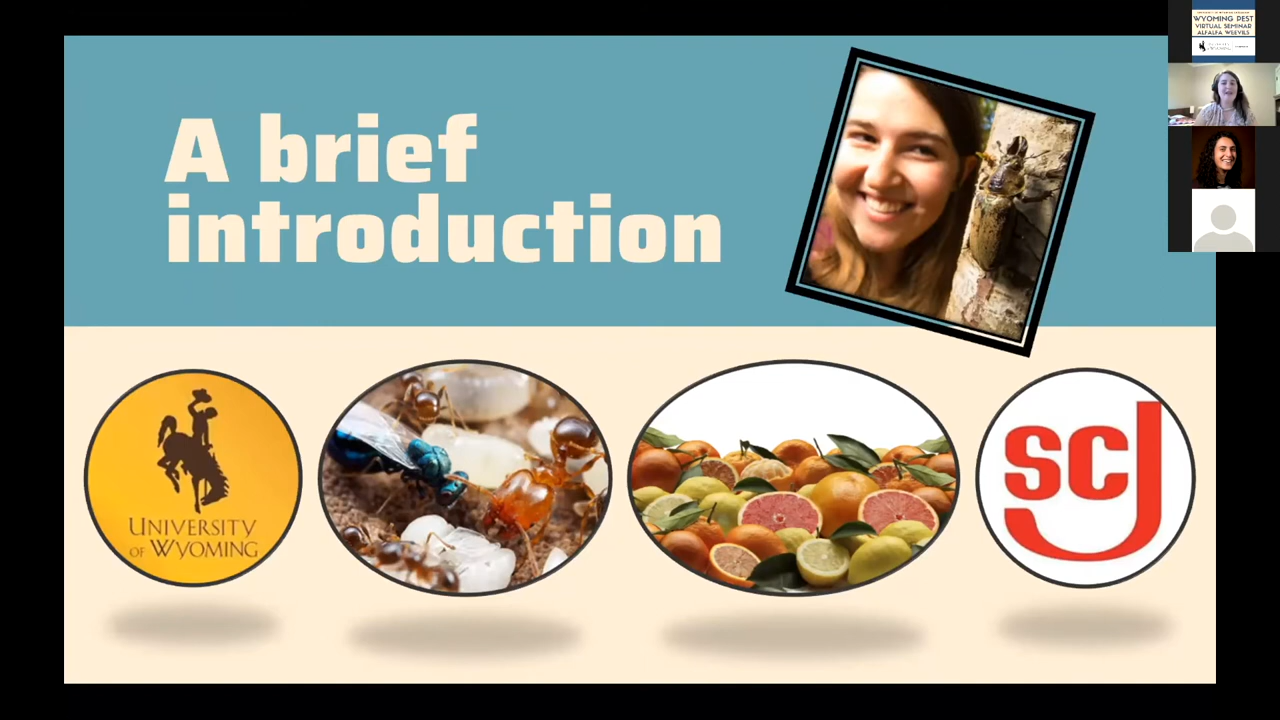 A brief
introduction
UNIVERSITY
OF WYOMING
scj
WYOMING PEST
VIRTUAL SEMINAR
ALFALFA WEEVILS